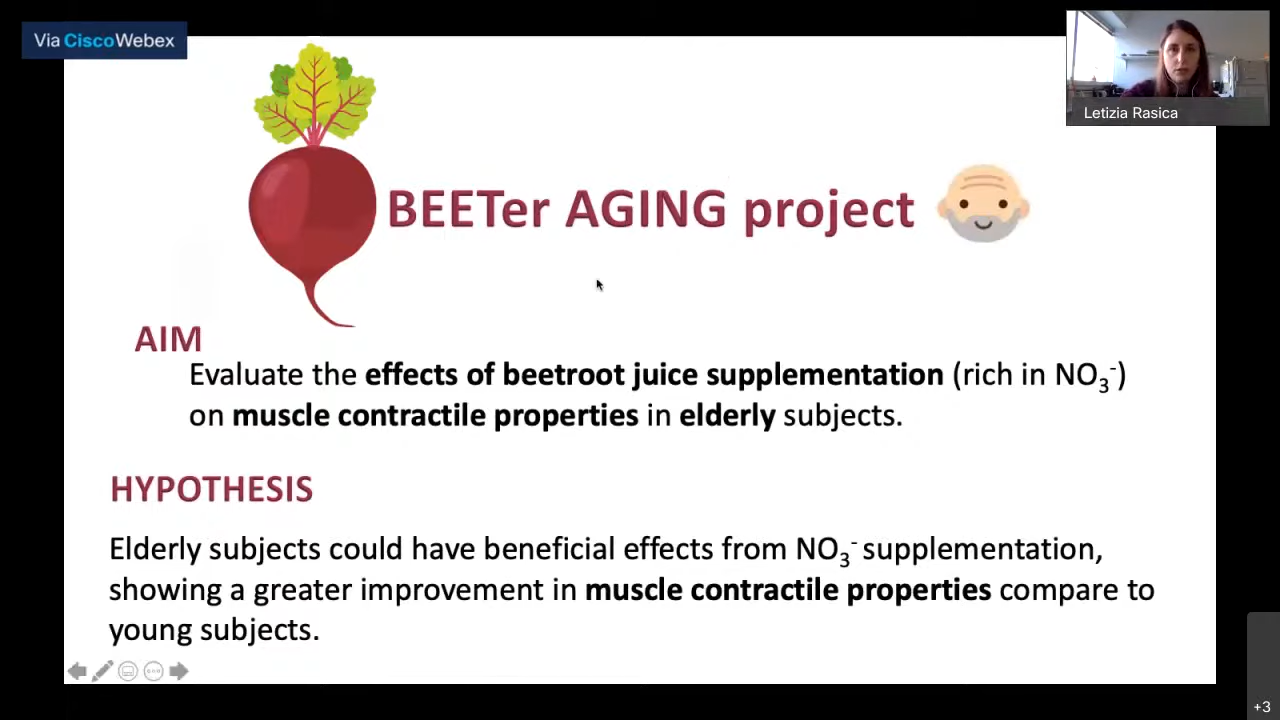 Via CiscoWebex
Letizia Rasica
BEETer AGING project
AIM
Evaluate the effects of beetroot juice supplementation (rich in NO₃⁻)
on muscle contractile properties in elderly subjects.
HYPOTHESIS
Elderly subjects could have beneficial effects from NO₃⁻ supplementation,
showing a greater improvement in muscle contractile properties compare to
young subjects.
+3